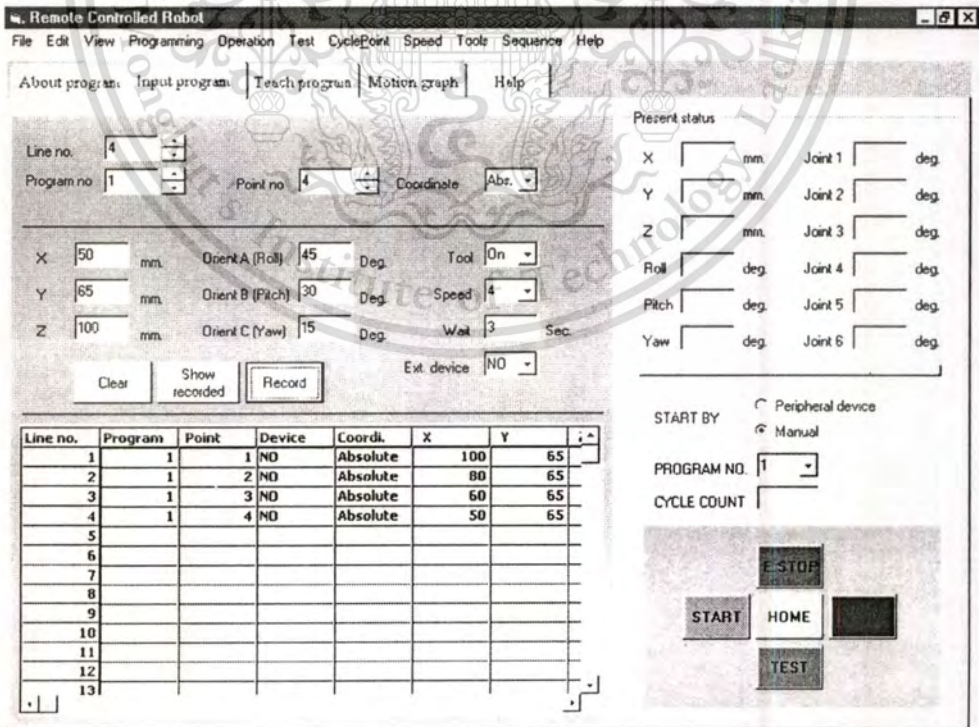 Remote Controlled Robot
File Edit View Programming Operation Test CyclePoint Speed Tools Sequence Help
About program Input program Teach program Motion graph Help
Line no. 4
Program no 1 Point no 4 Coordinate Abs.
X 50 mm. Orient A (Roll) 45 Deg. Tool On
Y 65 mm. Orient B (Pitch) 30 Deg. Speed 4
Z 100 mm. Orient C (Yaw) 15 Deg. Wait 3 Sec.
Ext. device NO
Clear Show recorded Record
Line no. Program Point Device Coordi. X Y
1 1 1 NO Absolute 100 65
2 1 2 NO Absolute 80 65
3 1 3 NO Absolute 60 65
4 1 4 NO Absolute 50 65
5
6
7
8
9
10
11
12
13
Present status
X mm. Joint 1 deg.
Y mm. Joint 2 deg.
Z mm. Joint 3 deg.
Roll deg. Joint 4 deg.
Pitch deg. Joint 5 deg.
Yaw deg. Joint 6 deg.
START BY Peripheral device
Manual
PROGRAM NO. 1
CYCLE COUNT
E.STOP
START HOME
TEST
Institute of Technology